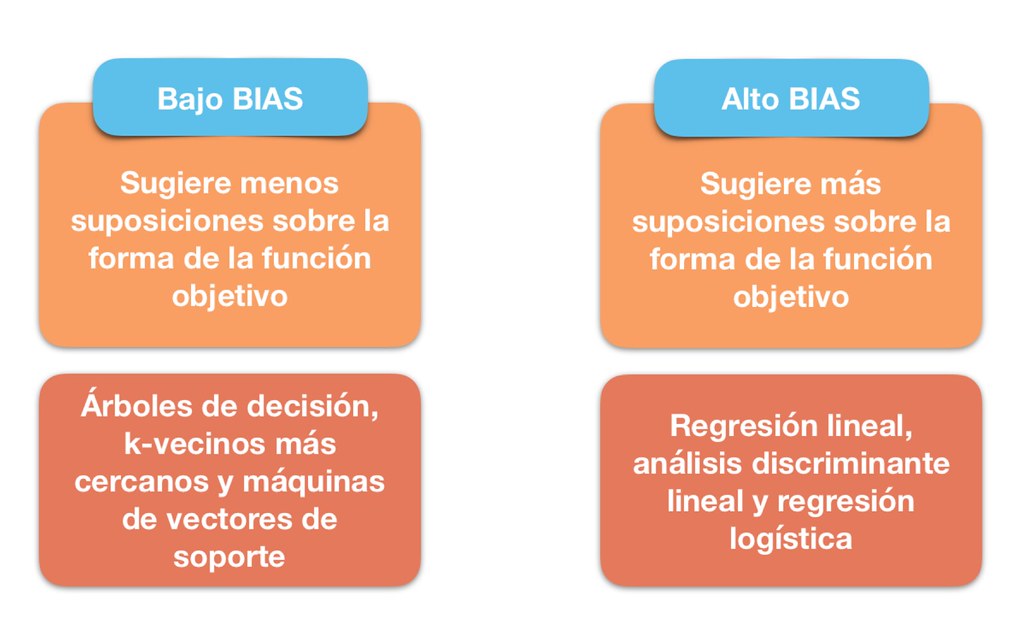 Bajo BIAS
Sugiere menos
suposiciones sobre la
forma de la función
objetivo
Árboles de decisión,
k-vecinos más
cercanos y máquinas
de vectores de
soporte
Alto BIAS
Sugiere más
suposiciones sobre la
forma de la función
objetivo
Regresión lineal,
análisis discriminante
lineal y regresión
logística